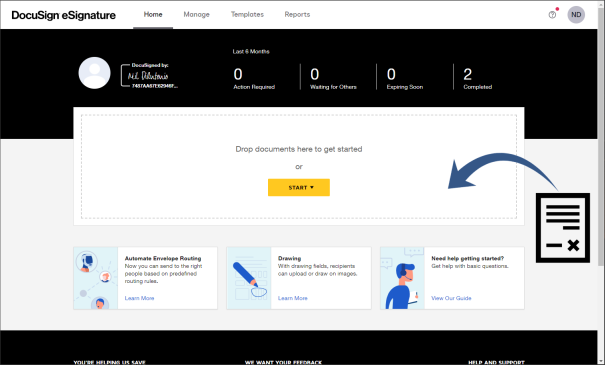 DocuSign eSignature
Home
Manage
Templates
Reports
ND
Last 6 Months
DocuSigned by:
0
Action Required
0
Waiting for Others
0
Expiring Soon
2
Completed
Drop documents here to get started
or
START
Automate Envelope Routing
Now you can send to the right
people based on predefined
routing rules.
Learn More
Drawing
With drawing fields, recipients
can upload or draw on images.
Learn More
Need help getting started?
Get help with basic questions.
View Our Guide
YOU'RE HELPING US SAVE
WE WANT YOUR FEEDBACK
HELP AND SUPPORT